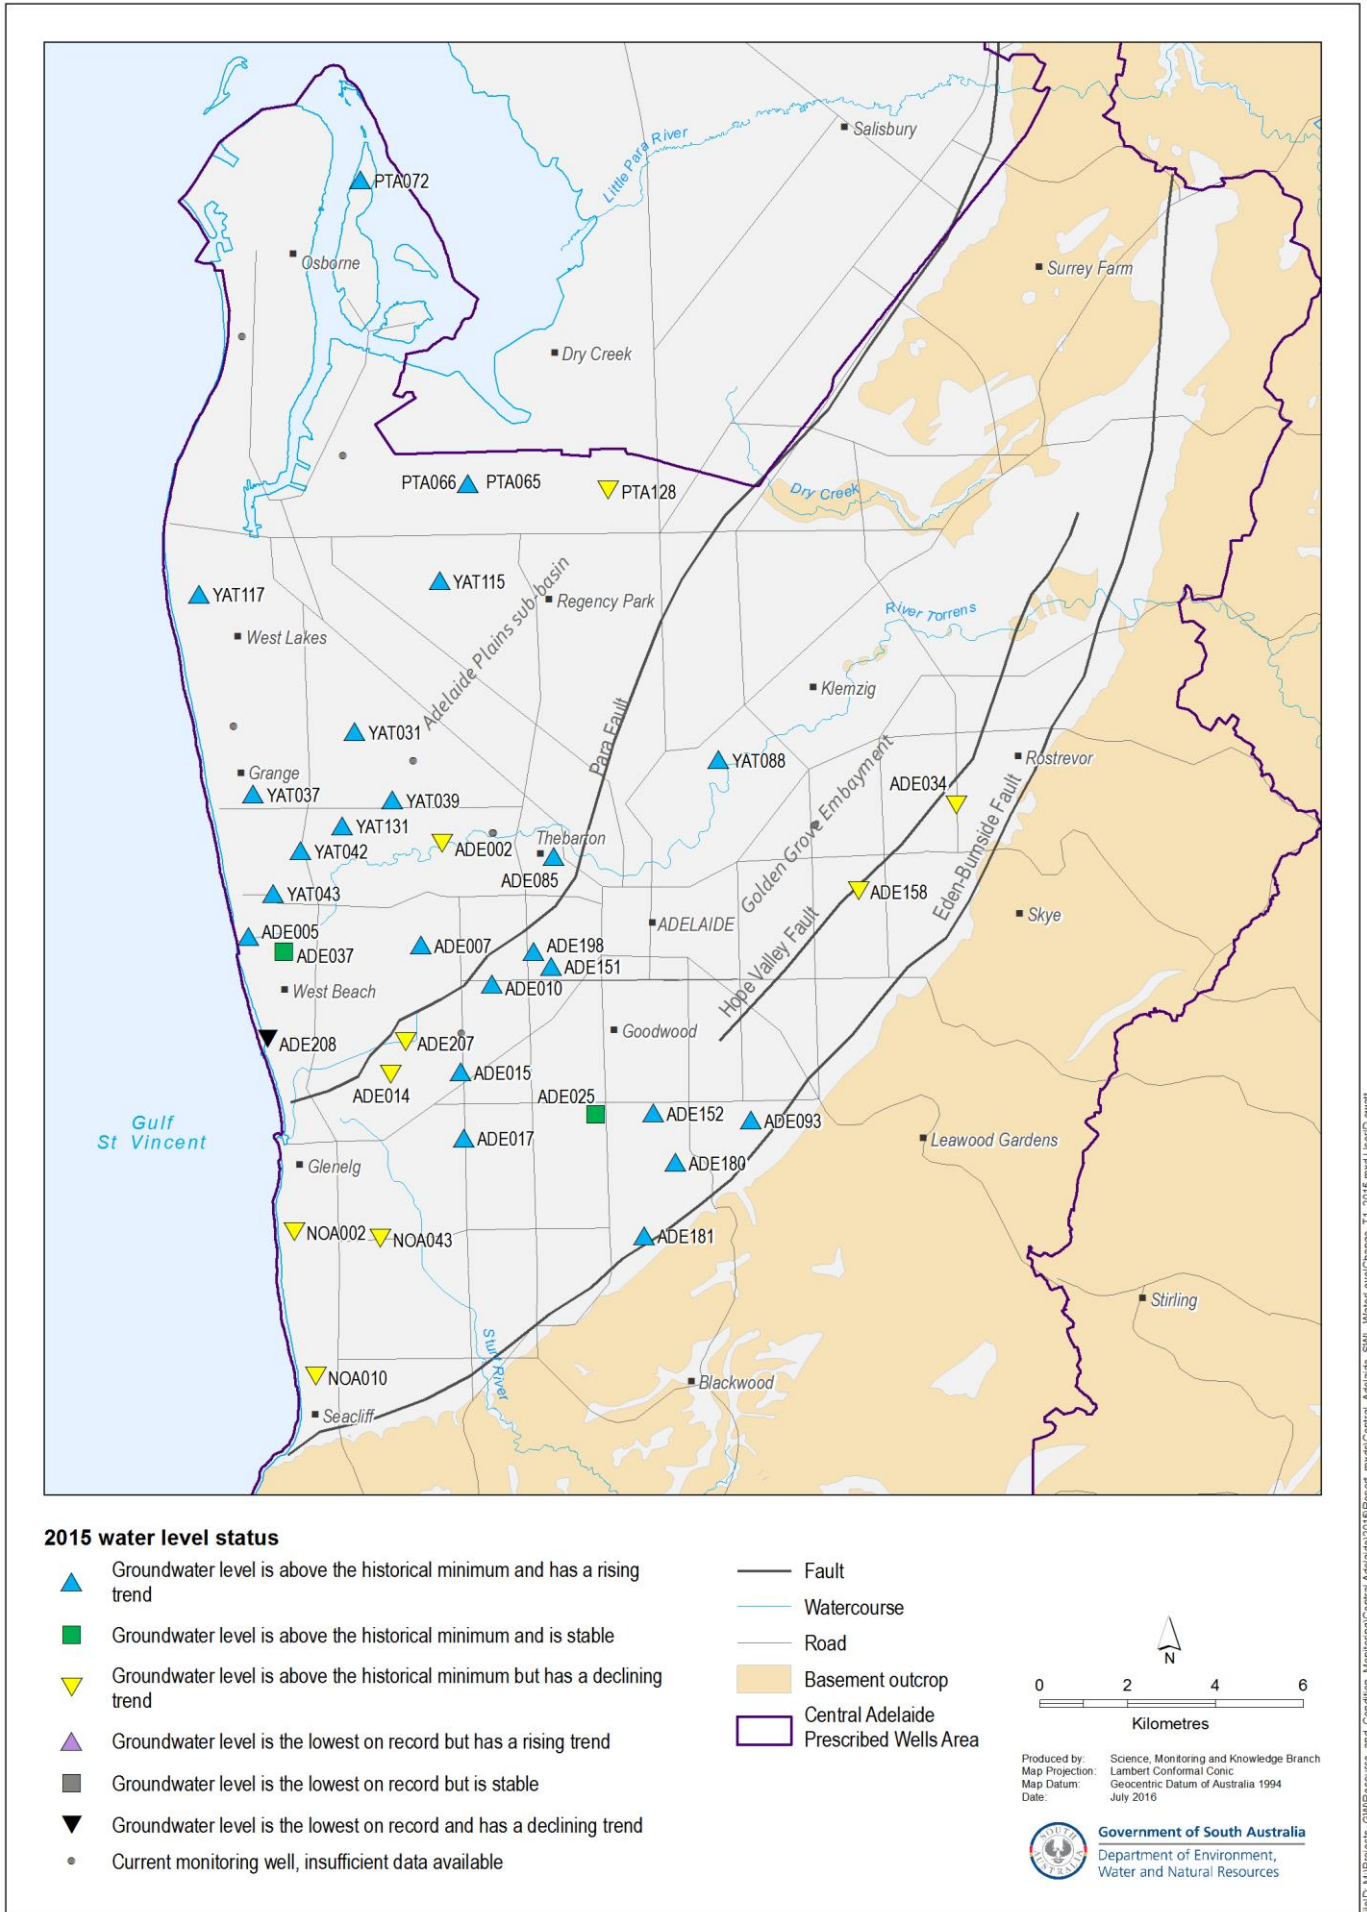 Salisbury
Little Para River
PTA072
Osborne
Surrey Farm
Dry Creek
PTA066
PTA065
PTA128
Dry Creek
YAT115
YAT117
Regency Park
River Torrens
West Lakes
Adelaide Plains sub-basin
Klemzig
Para Fault
YAT031
YAT088
Rostrevor
Grange
ADE034
YAT037
YAT039
Golden Grove Embayment
YAT131
Thebarton
YAT042
ADE002
ADE085
Eden-Burnside Fault
YAT043
ADE158
Skye
ADELAIDE
ADE005
ADE037
ADE007
ADE198
ADE151
Hope Valley Fault
West Beach
ADE010
Goodwood
ADE208
ADE207
ADE015
ADE014
ADE025
ADE152
ADE093
Gulf
St Vincent
ADE017
Leawood Gardens
Glenelg
ADE180
NOA002
NOA043
ADE181
Stirling
Sturt River
NOA010
Blackwood
Seacliff
2015 water level status
Groundwater level is above the historical minimum and has a rising
trend
Groundwater level is above the historical minimum and is stable
Groundwater level is above the historical minimum but has a declining
trend
Groundwater level is the lowest on record but has a rising trend
Groundwater level is the lowest on record but is stable
Groundwater level is the lowest on record and has a declining trend
Current monitoring well, insufficient data available
Fault
Watercourse
Road
Basement outcrop
Central Adelaide
Prescribed Wells Area
N
0 2 4 6
Kilometres
Produced by: Science, Monitoring and Knowledge Branch
Map Projection: Lambert Conformal Conic
Map Datum: Geocentric Datum of Australia 1994
Date: July 2016
SOUTH AUSTRALIA
Government of South Australia
Department of Environment,
Water and Natural Resources